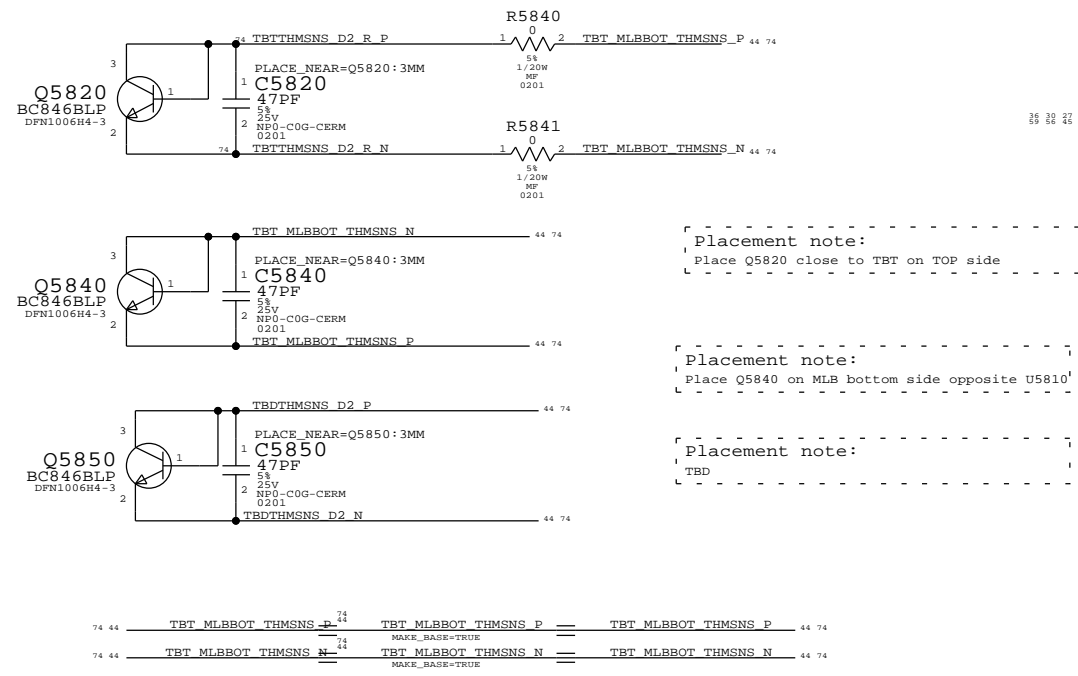 R5840
0
74 TBTTHMSNS_D2_R_P 1 2 TBT_MLBBOT_THMSNS_P 44 74
5%
1/20W
MF
0201
3
PLACE_NEAR=Q5820:3MM
1 C5820
Q5820 1 47PF
BC846BLP 5%
DFN1006H4-3 25V
2 2 NP0-C0G-CERM
0201
36 30 27
59 56 45
R5841
0
74 TBTTHMSNS_D2_R_N 1 2 TBT_MLBBOT_THMSNS_N 44 74
5%
1/20W
MF
0201
TBT_MLBBOT_THMSNS_N 44 74
3
PLACE_NEAR=Q5840:3MM
1 C5840
Q5840 1 47PF
BC846BLP 5%
DFN1006H4-3 25V
2 2 NP0-C0G-CERM
0201
TBT_MLBBOT_THMSNS_P 44 74
Placement note:
Place Q5820 close to TBT on TOP side
Placement note:
Place Q5840 on MLB bottom side opposite U5810
TBDTHMSNS_D2_P 44 74
3
PLACE_NEAR=Q5850:3MM
1 C5850
Q5850 1 47PF
BC846BLP 5%
DFN1006H4-3 25V
2 2 NP0-C0G-CERM
0201
TBDTHMSNS_D2_N 44 74
Placement note:
TBD
74
44
74 44 TBT_MLBBOT_THMSNS_P TBT_MLBBOT_THMSNS_P TBT_MLBBOT_THMSNS_P 44 74
MAKE_BASE=TRUE
74
44
74 44 TBT_MLBBOT_THMSNS_N TBT_MLBBOT_THMSNS_N TBT_MLBBOT_THMSNS_N 44 74
MAKE_BASE=TRUE